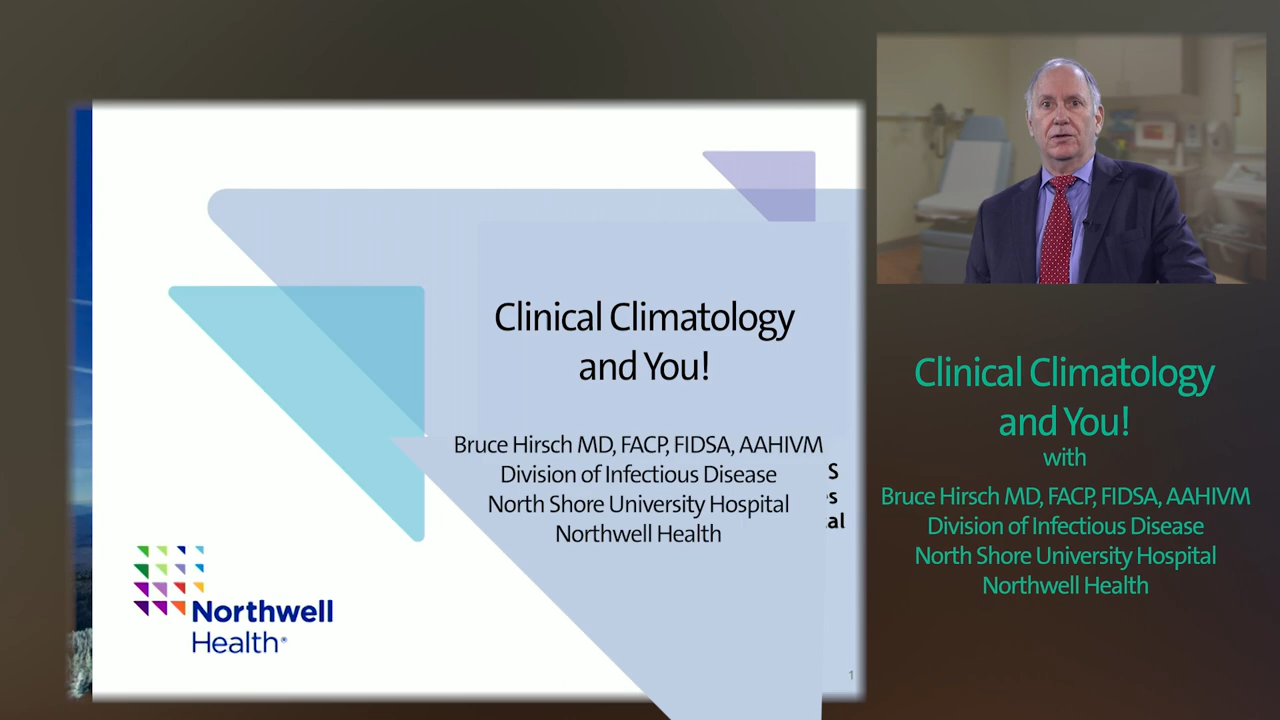 Clinical Climatology
and You!
Bruce Hirsch MD, FACP, FIDSA, AAHIVM
Division of Infectious Disease
North Shore University Hospital
Northwell Health
S
s
al
Northwell
Health®
1
Clinical Climatology
and You!
with
Bruce Hirsch MD, FACP, FIDSA, AAHIVM
Division of Infectious Disease
North Shore University Hospital
Northwell Health